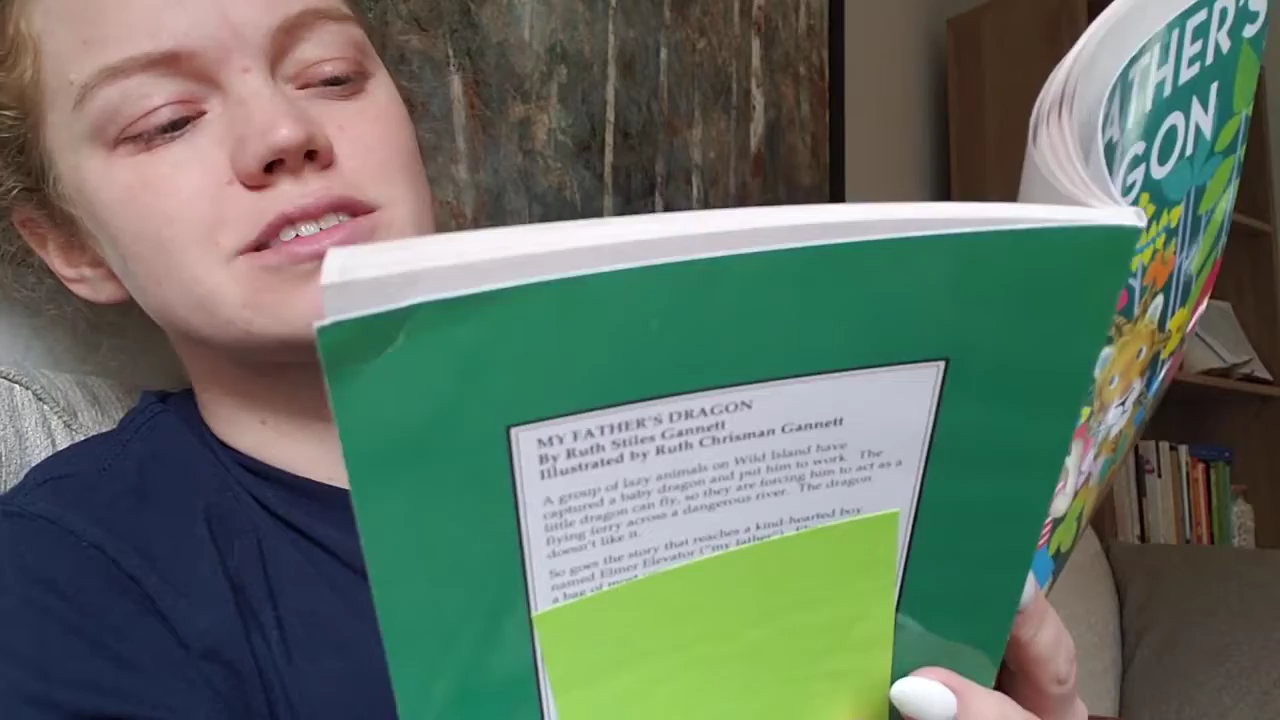 ATHER'S
GON
MY FATHER'S DRAGON
By Ruth Stiles Gannett
Illustrated by Ruth Chrisman Gannett
A group of lazy animals on Wild Island have
captured a baby dragon and put him to work. The
little dragon can fly, so they are forcing him to act as a
flying ferry across a dangerous river. The dragon
doesn't like it.
So goes the story that reaches a kind-hearted boy
named Elmer Elevator ("my father").
a bag of